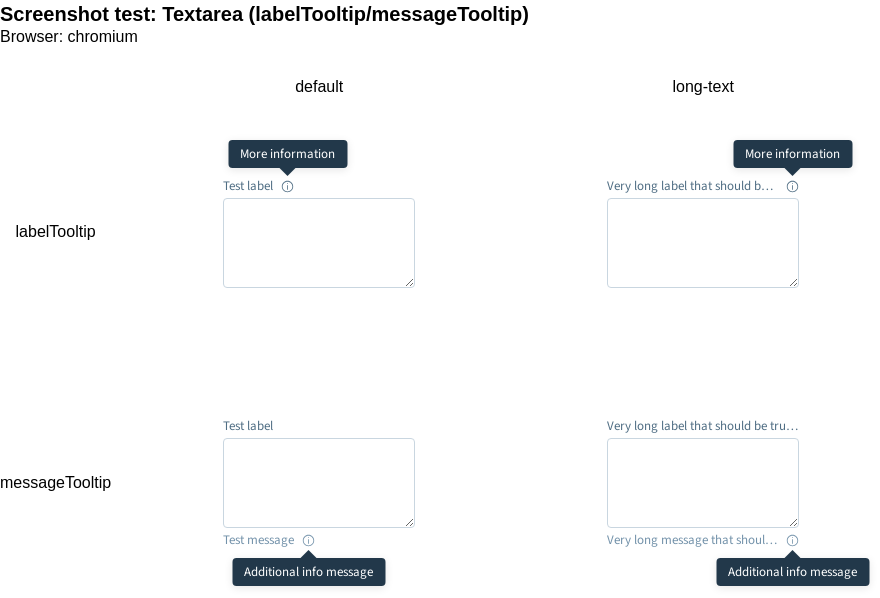 Screenshot test: Textarea (labelTooltip/messageTooltip)
Browser: chromium
default
long-text
More information
More information
Test label
Very long label that should b…
labelTooltip
Test label
Very long label that should be tru…
messageTooltip
Test message
Very long message that shoul…
Additional info message
Additional info message